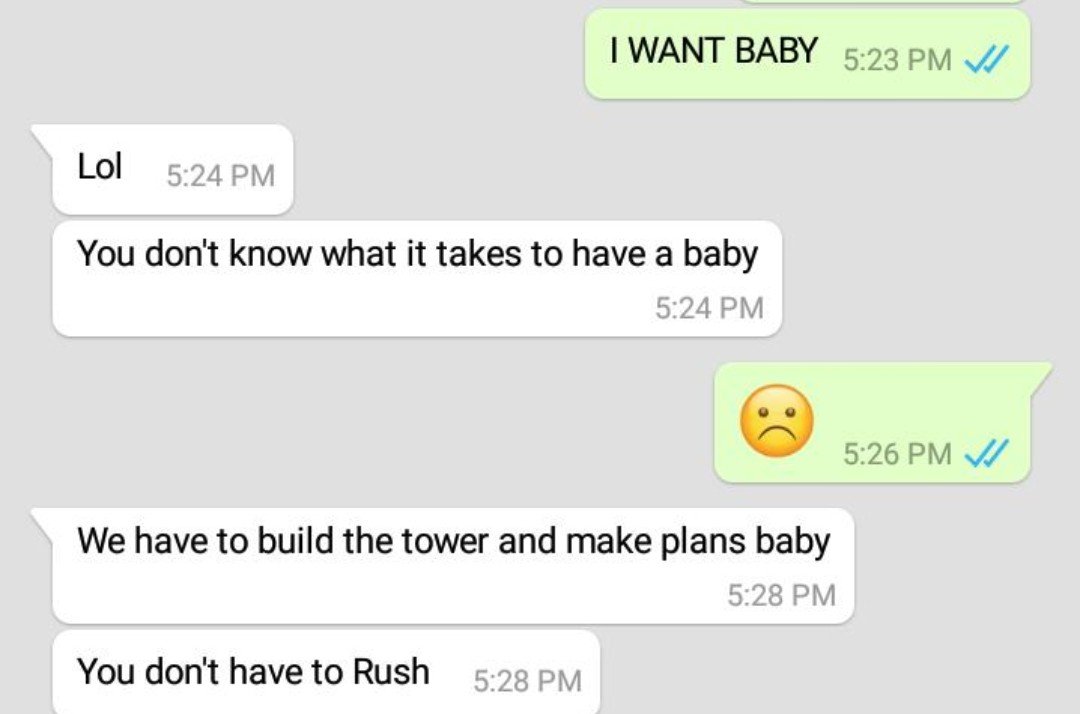 I WANT BABY 5:23 PM
Lol 5:24 PM
You don't know what it takes to have a baby
5:24 PM
5:26 PM
We have to build the tower and make plans baby
5:28 PM
You don't have to Rush 5:28 PM